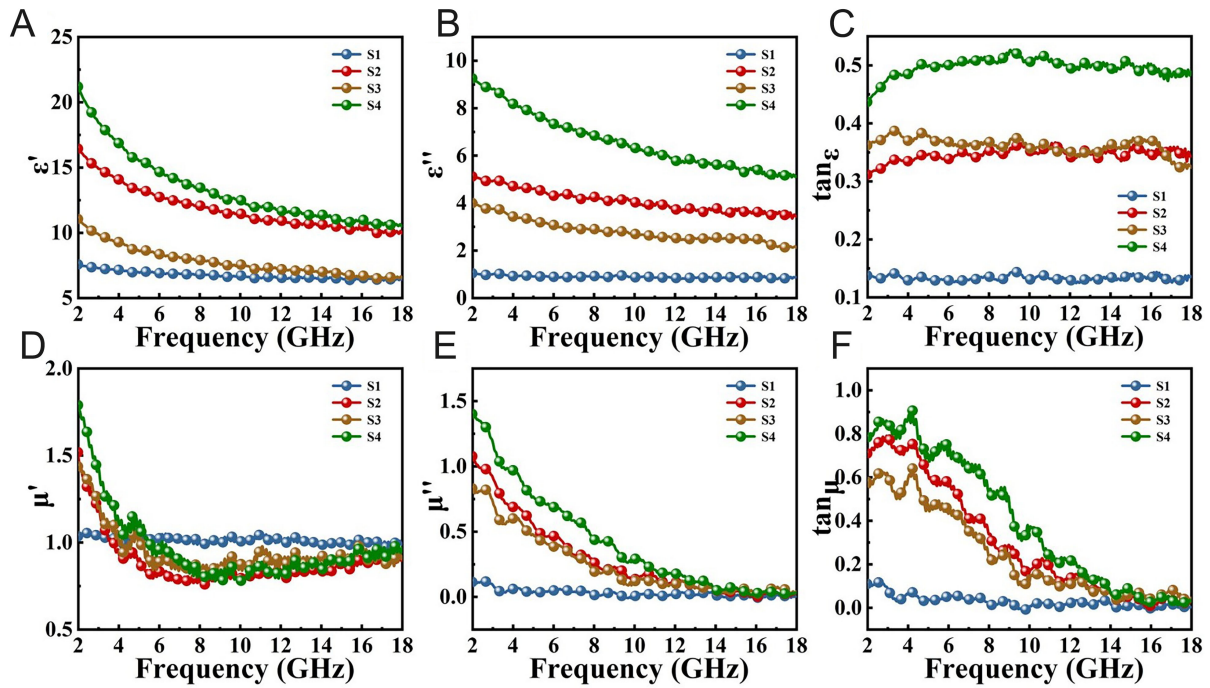 A
25
20
15
10
5
ε'
S1
S2
S3
S4
2 4 6 8 10 12 14 16 18
Frequency (GHz)
B
10
8
6
4
2
0
ε''
S1
S2
S3
S4
2 4 6 8 10 12 14 16 18
Frequency (GHz)
C
0.5
0.4
0.3
0.2
0.1
tan ε
S1
S2
S3
S4
2 4 6 8 10 12 14 16 18
Frequency (GHz)
D
2.0
1.5
1.0
0.5
μ'
S1
S2
S3
S4
2 4 6 8 10 12 14 16 18
Frequency (GHz)
E
1.5
1.0
0.5
0.0
μ''
S1
S2
S3
S4
2 4 6 8 10 12 14 16 18
Frequency (GHz)
F
1.0
0.8
0.6
0.4
0.2
0.0
tan μ
S1
S2
S3
S4
2 4 6 8 10 12 14 16 18
Frequency (GHz)